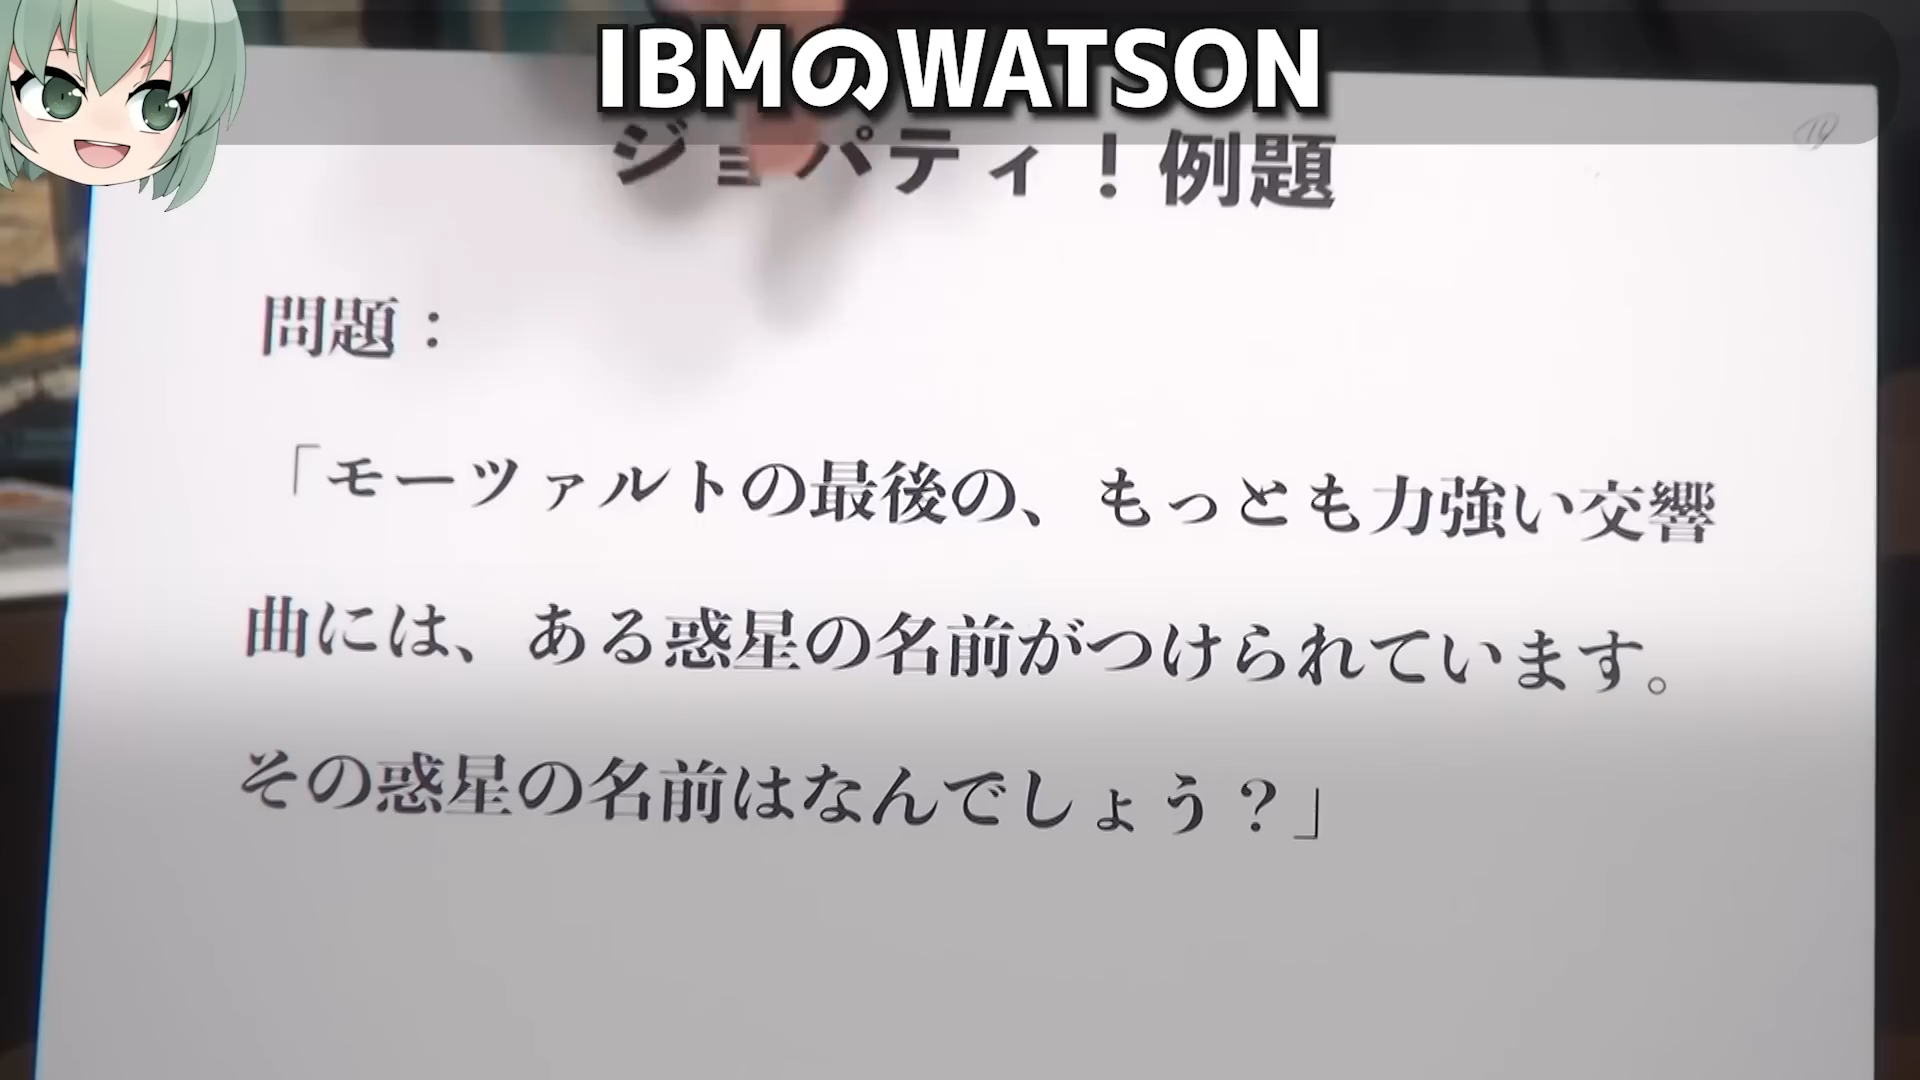 IBMのWATSON
ジョパティ！例題
問題：
「モーツァルトの最後の、もっとも力強い交響
曲には、ある惑星の名前がつけられています。
その惑星の名前はなんでしょう？」